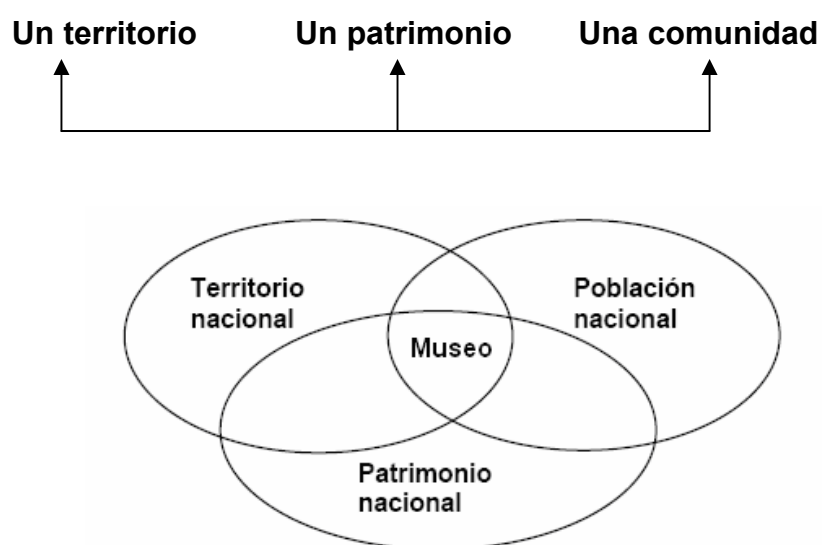 Un territorio Un patrimonio Una comunidad
Territorio
nacional
Población
nacional
Museo
Patrimonio
nacional